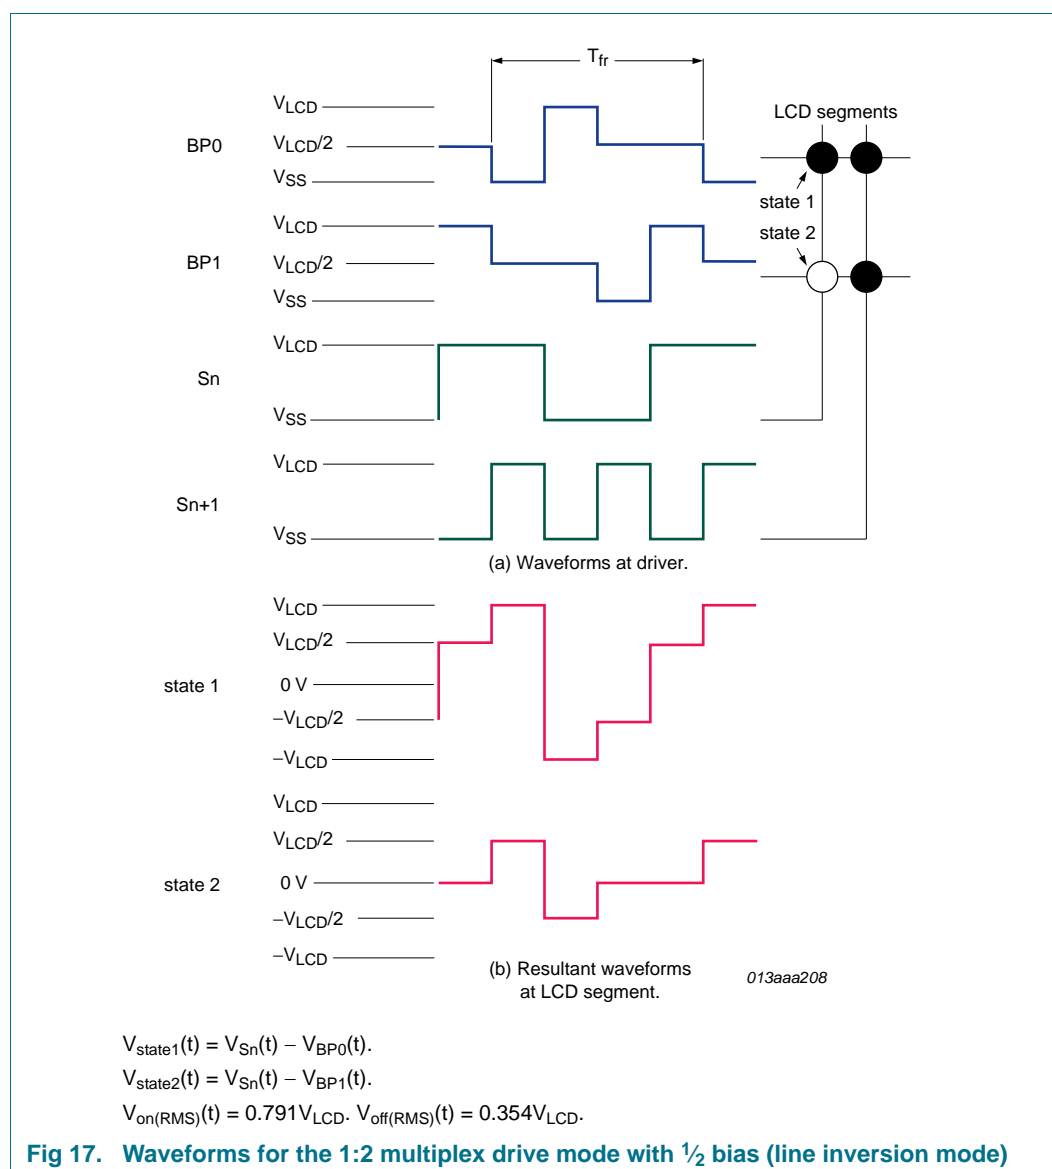 T_fr
V_LCD
BP0
V_LCD/2
V_SS
LCD segments
state 1
V_LCD
state 2
BP1
V_LCD/2
V_SS
V_LCD
Sn
V_SS
V_LCD
Sn+1
V_SS
(a) Waveforms at driver.
V_LCD
V_LCD/2
state 1
0 V
−V_LCD/2
−V_LCD
V_LCD
V_LCD/2
state 2
0 V
−V_LCD/2
−V_LCD
(b) Resultant waveforms
at LCD segment.
013aaa208
V_state1(t) = V_Sn(t) − V_BP0(t).
V_state2(t) = V_Sn(t) − V_BP1(t).
V_on(RMS)(t) = 0.791V_LCD. V_off(RMS)(t) = 0.354V_LCD.
Fig 17. Waveforms for the 1:2 multiplex drive mode with ½ bias (line inversion mode)